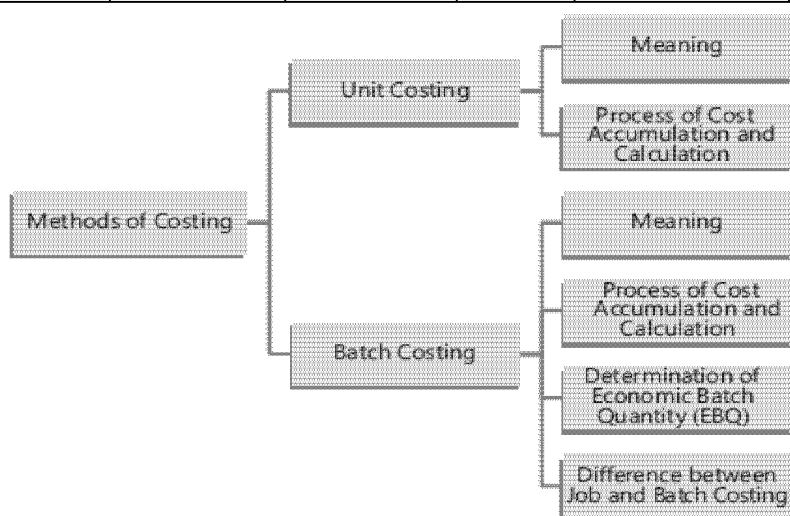 Methods of Costing
Unit Costing
Meaning
Process of Cost
Accumulation and
Calculation
Batch Costing
Meaning
Process of Cost
Accumulation and
Calculation
Determination of
Economic Batch
Quantity (EBQ)
Difference between
Job and Batch Costing